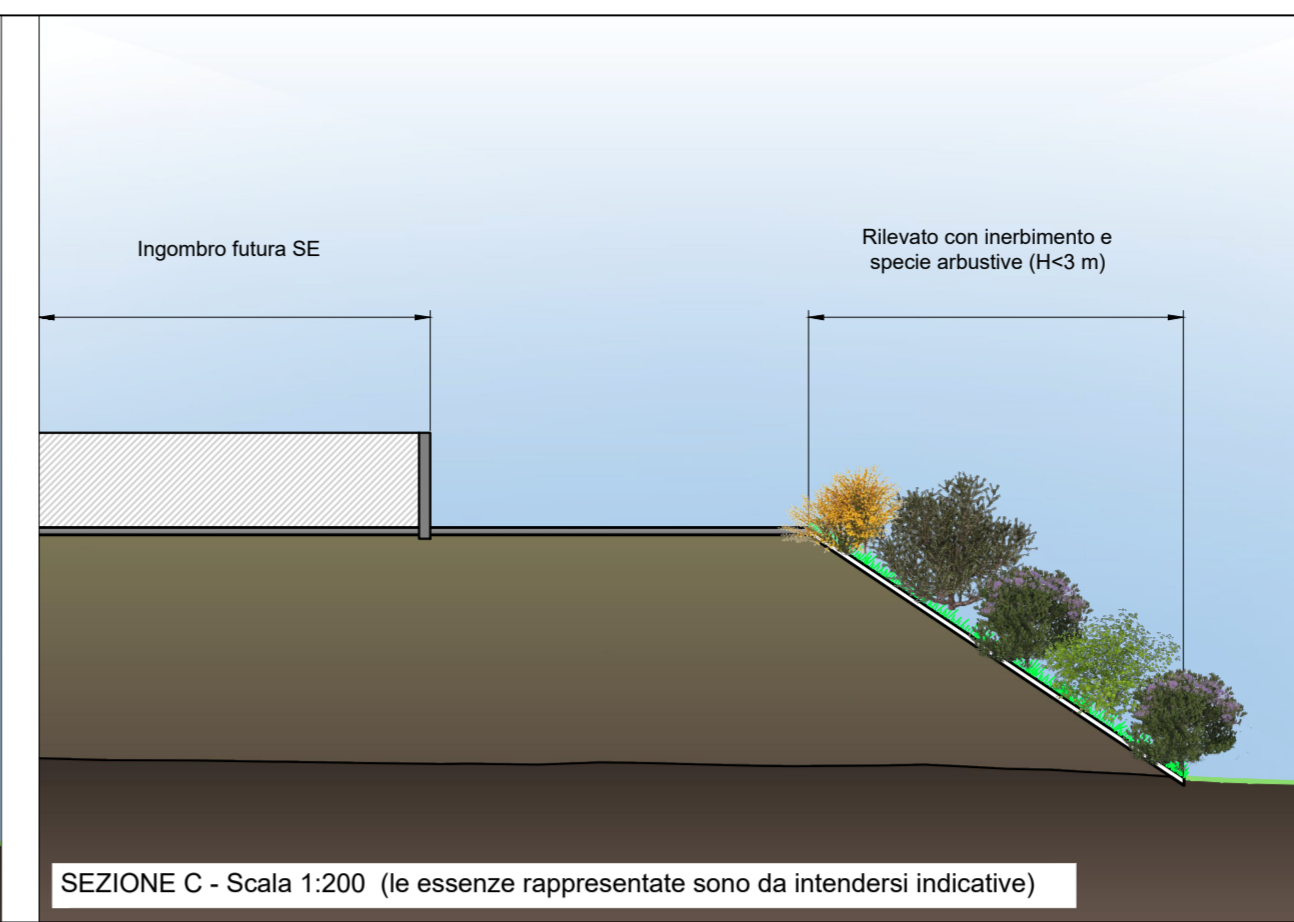 Ingombro futura SE
Rilevato con inerbimento e
specie arbustive (H<3 m)
SEZIONE C - Scala 1:200  (le essenze rappresentate sono da intendersi indicative)